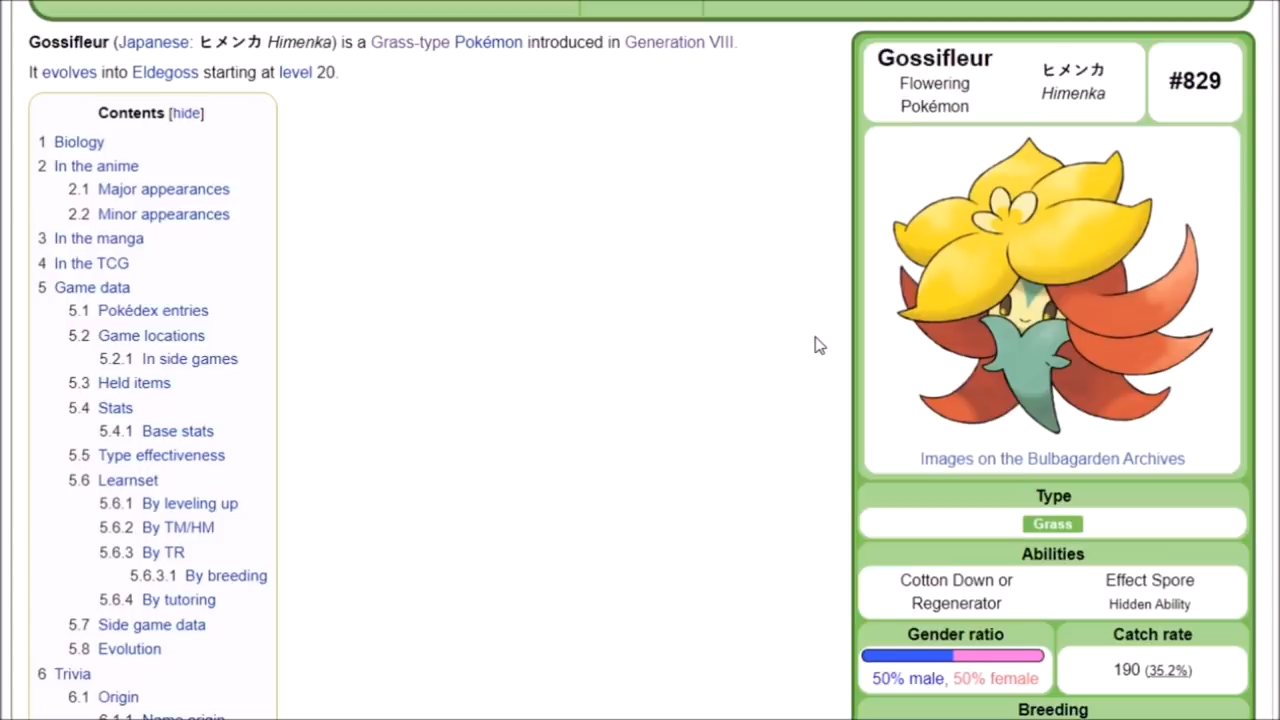 Gossifleur (Japanese: ヒメンカ Himenka) is a Grass-type Pokémon introduced in Generation VIII.
It evolves into Eldegoss starting at level 20.
Contents [hide]
1 Biology
2 In the anime
2.1 Major appearances
2.2 Minor appearances
3 In the manga
4 In the TCG
5 Game data
5.1 Pokédex entries
5.2 Game locations
5.2.1 In side games
5.3 Held items
5.4 Stats
5.4.1 Base stats
5.5 Type effectiveness
5.6 Learnset
5.6.1 By leveling up
5.6.2 By TM/HM
5.6.3 By TR
5.6.3.1 By breeding
5.6.4 By tutoring
5.7 Side game data
5.8 Evolution
6 Trivia
6.1 Origin
6.1.1 Name origin
Gossifleur
Flowering
Pokémon
ヒメンカ
Himenka
#829
Images on the Bulbagarden Archives
Type
Grass
Abilities
Cotton Down or
Regenerator
Effect Spore
Hidden Ability
Gender ratio
50% male, 50% female
Catch rate
190 (35.2%)
Breeding